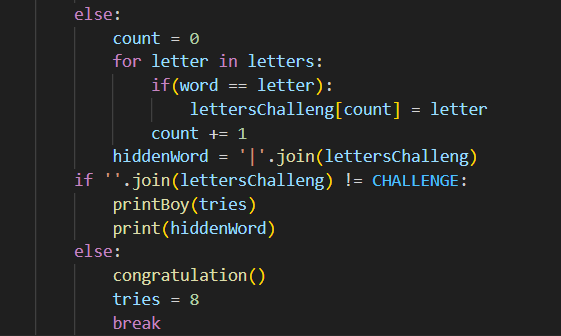 else:
count = 0
for letter in letters:
if(word == letter):
lettersChalleng[count] = letter
count += 1
hiddenWord = '|'.join(lettersChalleng)
if ''.join(lettersChalleng) != CHALLENGE:
printBoy(tries)
print(hiddenWord)
else:
congratulation()
tries = 8
break